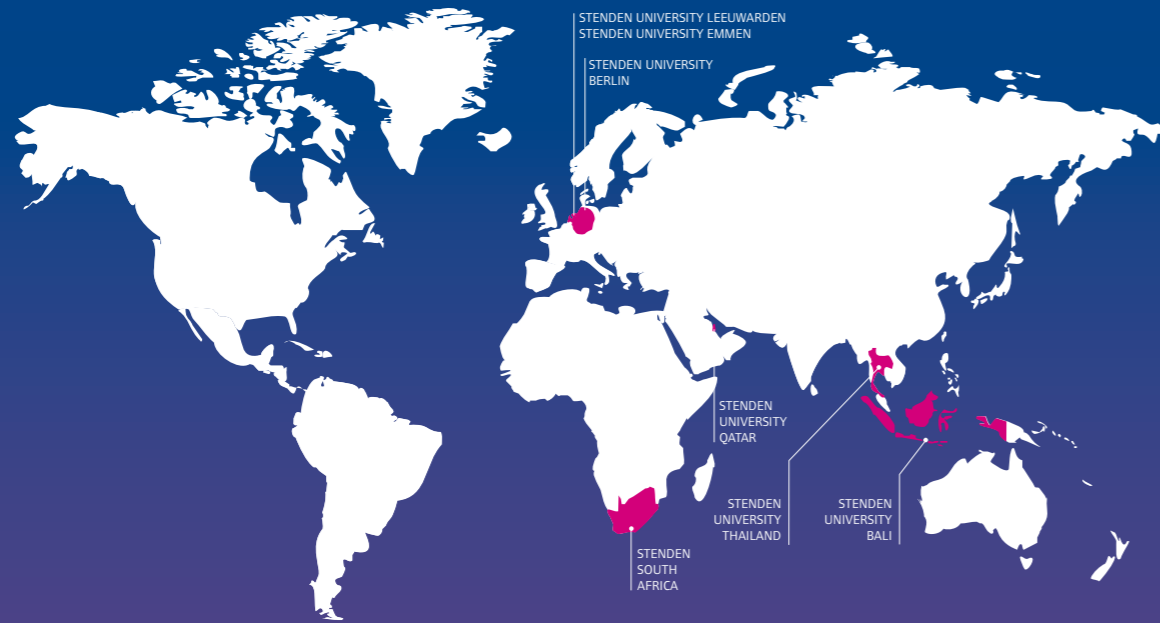 STENDEN UNIVERSITY LEEUWARDEN
STENDEN UNIVERSITY EMMEN
STENDEN UNIVERSITY
BERLIN
STENDEN
UNIVERSITY
QATAR
STENDEN
UNIVERSITY
THAILAND
STENDEN
UNIVERSITY
BALI
STENDEN
SOUTH
AFRICA